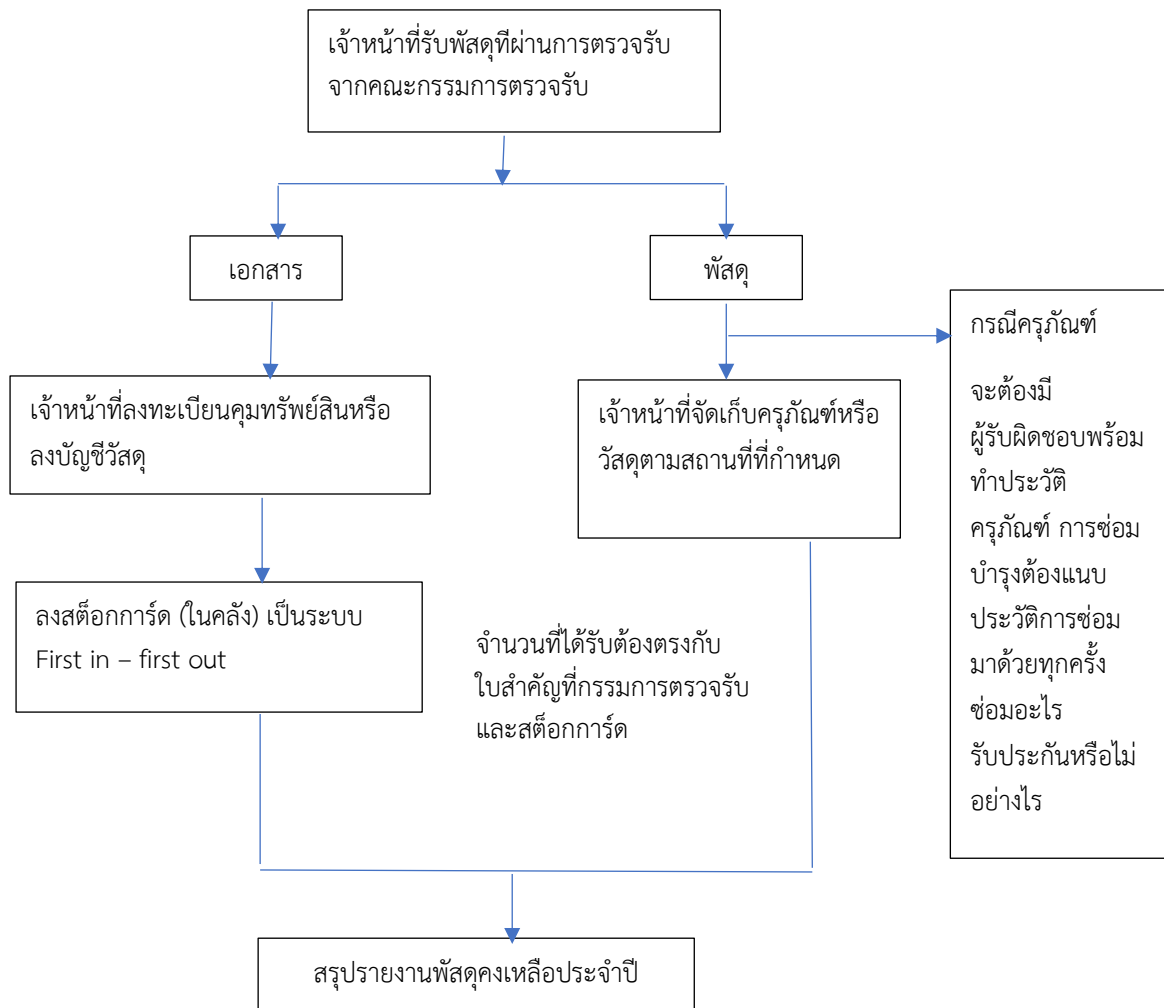 เจ้าหน้าที่รับพัสดุที่ผ่านการตรวจรับ
จากคณะกรรมการตรวจรับ
เอกสาร
พัสดุ
เจ้าหน้าที่ลงทะเบียนคุมทรัพย์สินหรือ
ลงบัญชีวัสดุ
เจ้าหน้าที่จัดเก็บครุภัณฑ์หรือ
วัสดุตามสถานที่ที่กำหนด
กรณีครุภัณฑ์
จะต้องมี
ผู้รับผิดชอบพร้อม
ทำประวัติ
ครุภัณฑ์ การซ่อม
บำรุงต้องแนบ
ประวัติการซ่อม
มาด้วยทุกครั้ง
ซ่อมอะไร
รับประกันหรือไม่
อย่างไร
ลงสต็อกการ์ด (ในคลัง) เป็นระบบ
First in – first out
จำนวนที่ได้รับต้องตรงกับ
ใบสำคัญที่กรรมการตรวจรับ
และสต็อกการ์ด
สรุปรายงานพัสดุคงเหลือประจำปี